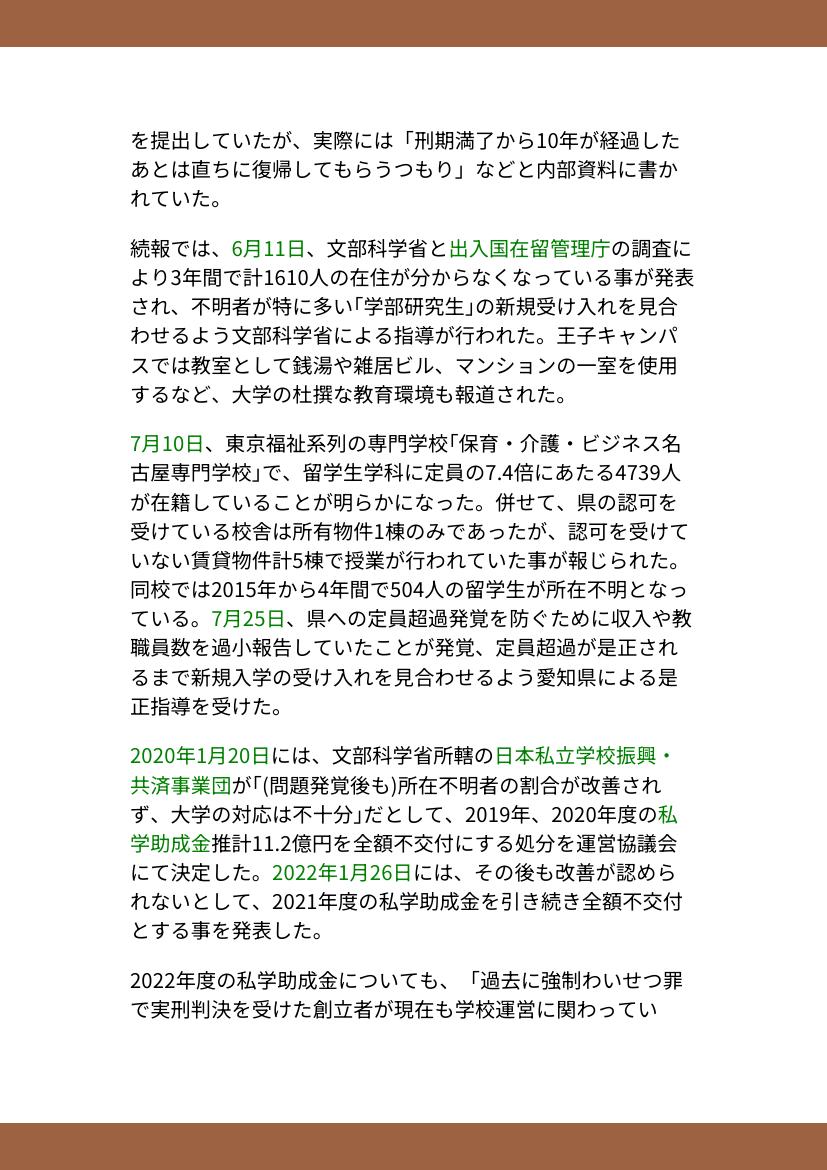 を提出していたが、実際には「刑期満了から10年が経過した
あとは直ちに復帰してもらうつもり」などと内部資料に書か
れていた。
続報では、6月11日、文部科学省と出入国在留管理庁の調査に
より3年間で計1610人の在住が分からなくなっている事が発表
され、不明者が特に多い｢学部研究生｣の新規受け入れを見合
わせるよう文部科学省による指導が行われた。王子キャンパ
スでは教室として銭湯や雑居ビル、マンションの一室を使用
するなど、大学の杜撰な教育環境も報道された。
7月10日、東京福祉系列の専門学校｢保育・介護・ビジネス名
古屋専門学校｣で、留学生学科に定員の7.4倍にあたる4739人
が在籍していることが明らかになった。併せて、県の認可を
受けている校舎は所有物件1棟のみであったが、認可を受けて
いない賃貸物件計5棟で授業が行われていた事が報じられた。
同校では2015年から4年間で504人の留学生が所在不明となっ
ている。7月25日、県への定員超過発覚を防ぐために収入や教
職員数を過小報告していたことが発覚、定員超過が是正され
るまで新規入学の受け入れを見合わせるよう愛知県による是
正指導を受けた。
2020年1月20日には、文部科学省所轄の日本私立学校振興・
共済事業団が｢(問題発覚後も)所在不明者の割合が改善され
ず、大学の対応は不十分｣だとして、2019年、2020年度の私
学助成金推計11.2億円を全額不交付にする処分を運営協議会
にて決定した。2022年1月26日には、その後も改善が認めら
れないとして、2021年度の私学助成金を引き続き全額不交付
とする事を発表した。
2022年度の私学助成金についても、「過去に強制わいせつ罪
で実刑判決を受けた創立者が現在も学校運営に関わってい